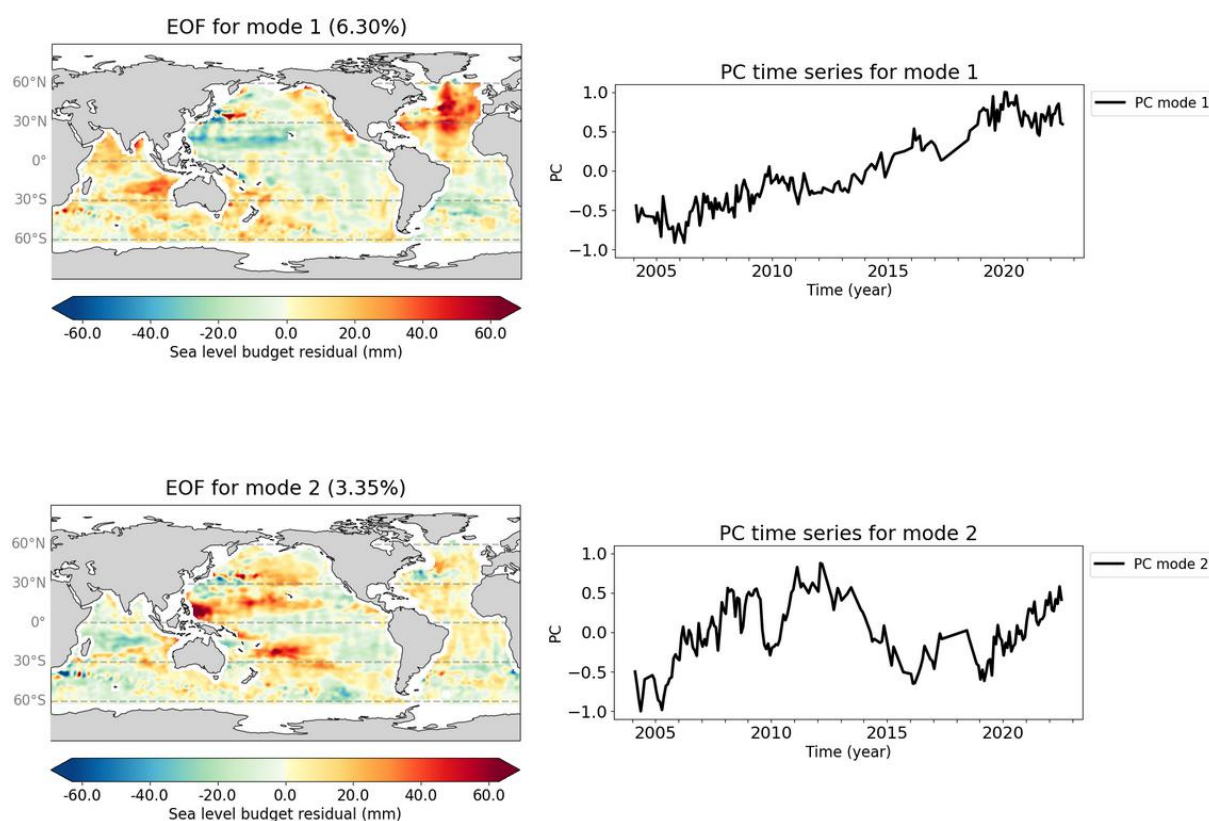 EOF for mode 1 (6.30%)
60°N
30°N
0°
30°S
60°S
-60.0 -40.0 -20.0 0.0 20.0 40.0 60.0
Sea level budget residual (mm)
PC time series for mode 1
PC
1.0
0.5
0.0
−0.5
−1.0
2005 2010 2015 2020
Time (year)
PC mode 1
EOF for mode 2 (3.35%)
60°N
30°N
0°
30°S
60°S
-60.0 -40.0 -20.0 0.0 20.0 40.0 60.0
Sea level budget residual (mm)
PC time series for mode 2
PC
1.0
0.5
0.0
−0.5
−1.0
2005 2010 2015 2020
Time (year)
PC mode 2